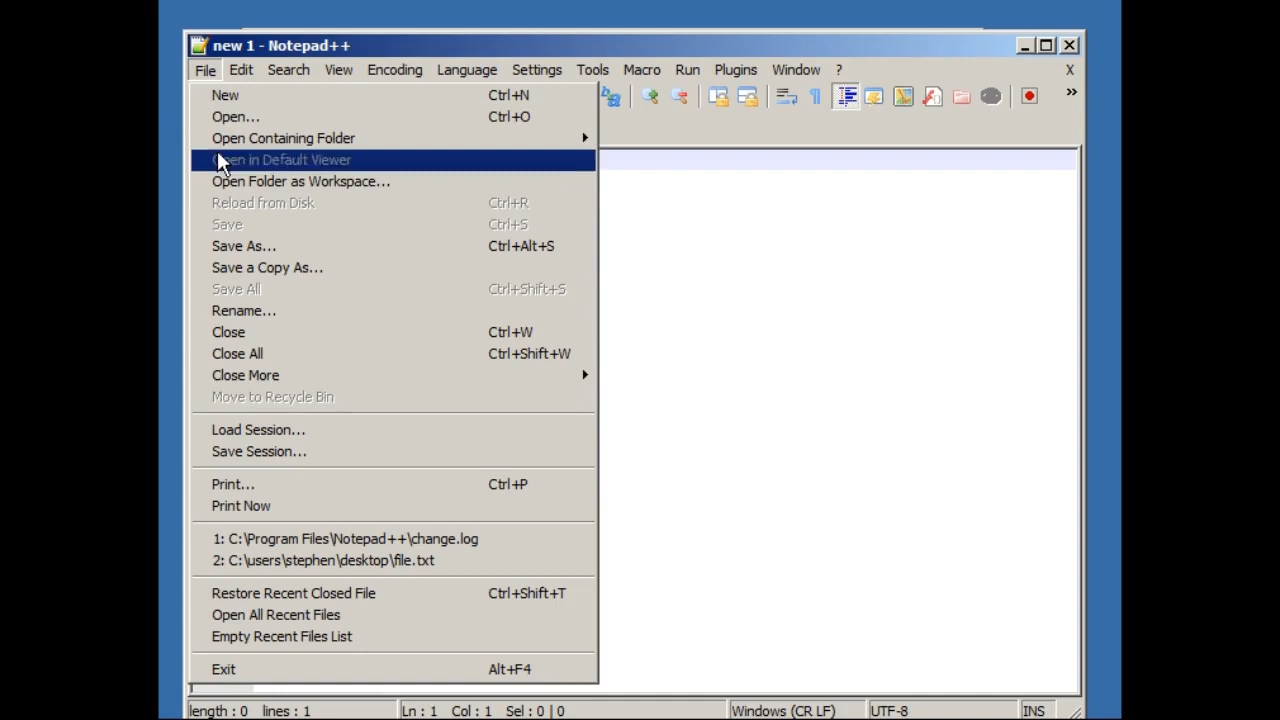 new 1 - Notepad++
File Edit Search View Encoding Language Settings Tools Macro Run Plugins Window ? X
New Ctrl+N
Open... Ctrl+O
Open Containing Folder
Open in Default Viewer
Open Folder as Workspace...
Reload from Disk Ctrl+R
Save Ctrl+S
Save As... Ctrl+Alt+S
Save a Copy As...
Save All Ctrl+Shift+S
Rename...
Close Ctrl+W
Close All Ctrl+Shift+W
Close More
Move to Recycle Bin
Load Session...
Save Session...
Print... Ctrl+P
Print Now
1: C:\Program Files\Notepad++\change.log
2: C:\users\stephen\desktop\file.txt
Restore Recent Closed File Ctrl+Shift+T
Open All Recent Files
Empty Recent Files List
Exit Alt+F4
length : 0 lines : 1 Ln : 1 Col : 1 Sel : 0 | 0 Windows (CR LF) UTF-8 INS